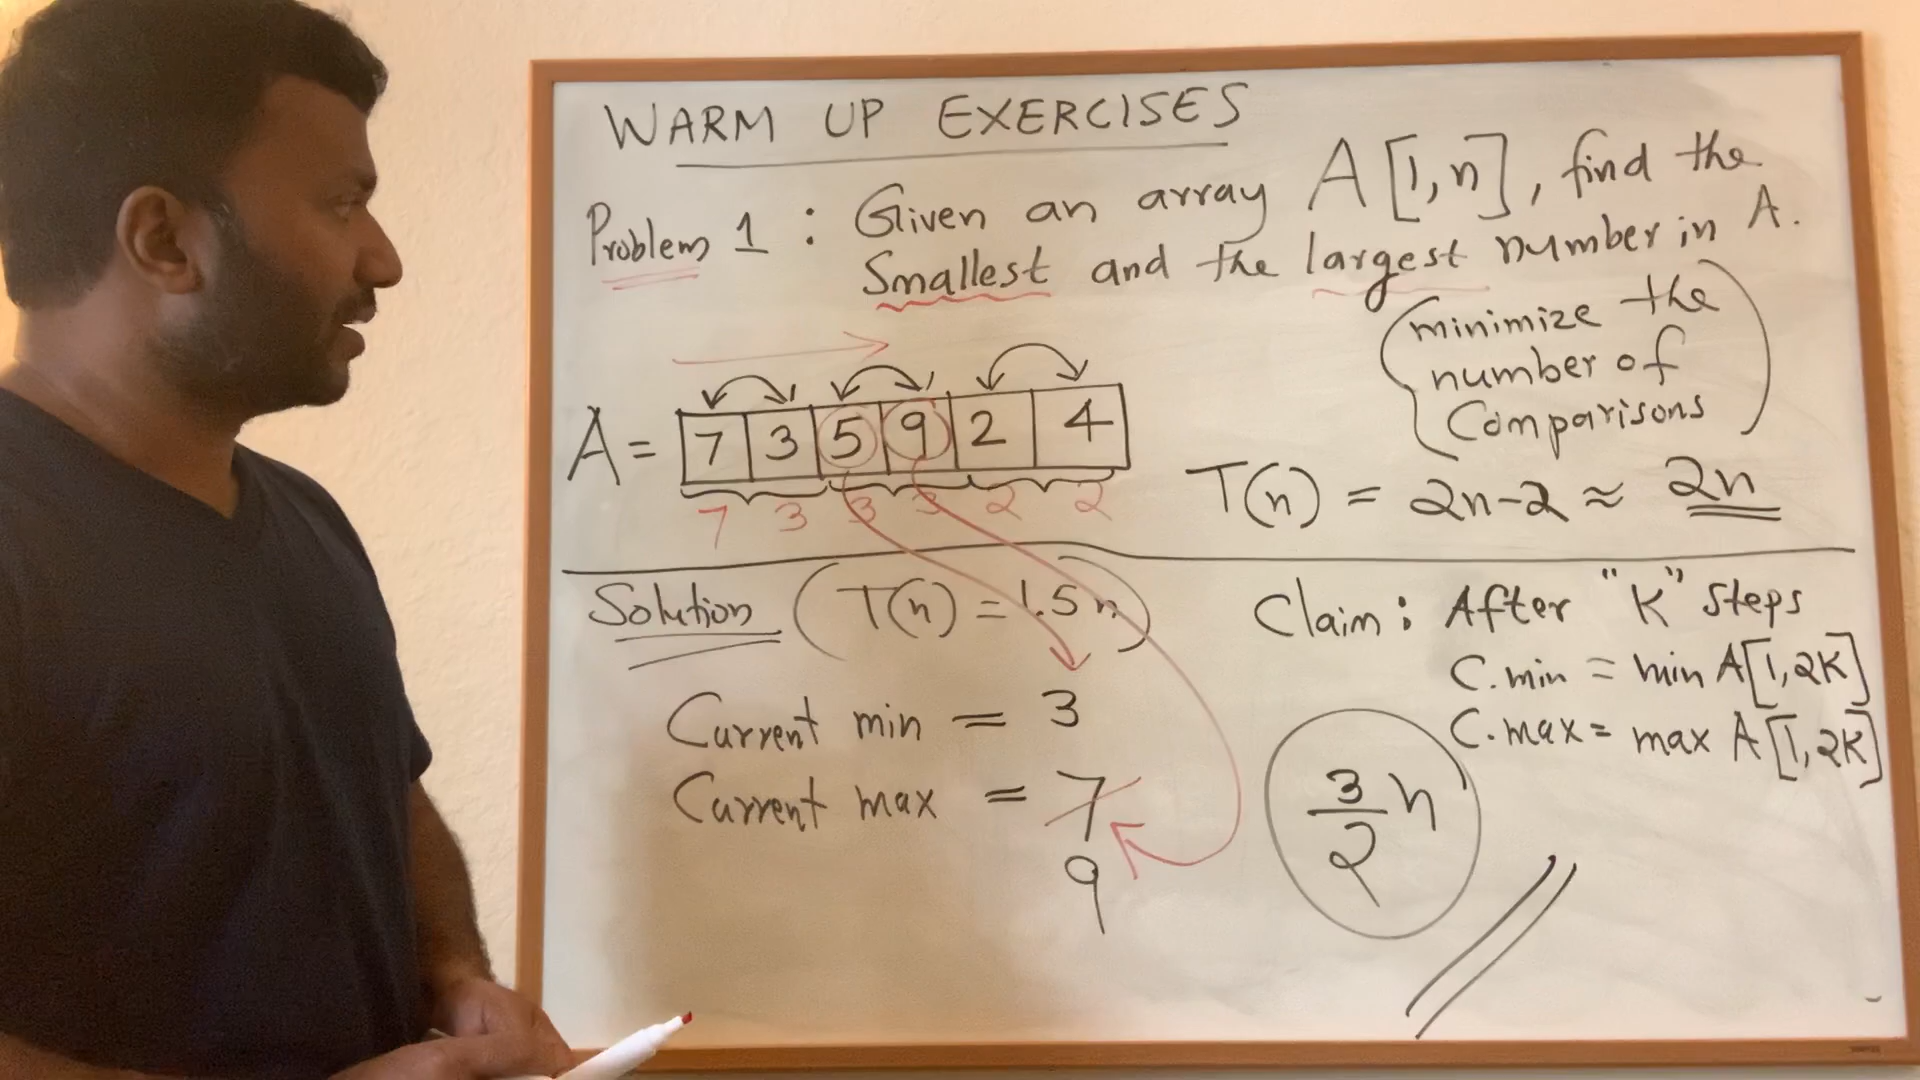 WARM UP EXERCISES
Problem 1 : Given an array A[1,n], find the
Smallest and the largest number in A.
(minimize the
number of
Comparisons)
A = 7 3 5 9 2 4
7 3 3 3 2 2
T(n) = 2n-2 ≈ 2n
Solution (T(n) = 1.5n)
Current min = 3
Current max = 7
9
Claim: After "K" Steps
C.min = min A[1,2K]
C.max = max A[1,2K]
3/2 n